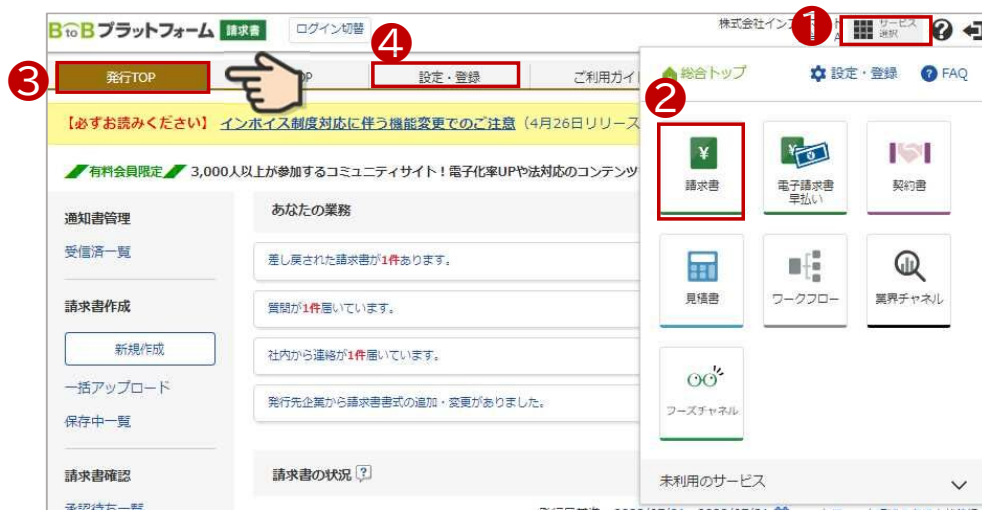 BtoBプラットフォーム 請求書
ログイン切替
株式会社イン
❶
サービス
選択
❹
❸
発行TOP
OP
設定・登録
ご利用ガイ
総合トップ
設定・登録
FAQ
❷
【必ずお読みください】 インボイス制度対応に伴う機能変更でのご注意（4月26日リリース
有料会員限定 3,000人以上が参加するコミュニティサイト！電子化率UPや法対応のコンテンツ
請求書
電子請求書
早払い
契約書
見積書
ワークフロー
業界チャネル
フーズチャネル
未利用のサービス
通知書管理
受信済一覧
請求書作成
新規作成
一括アップロード
保存中一覧
請求書確認
承認待ち一覧
あなたの業務
差し戻された請求書が1件あります。
質問が1件届いています。
社内から連絡が1件届いています。
発行先企業から請求書書式の追加・変更がありました。
請求書の状況